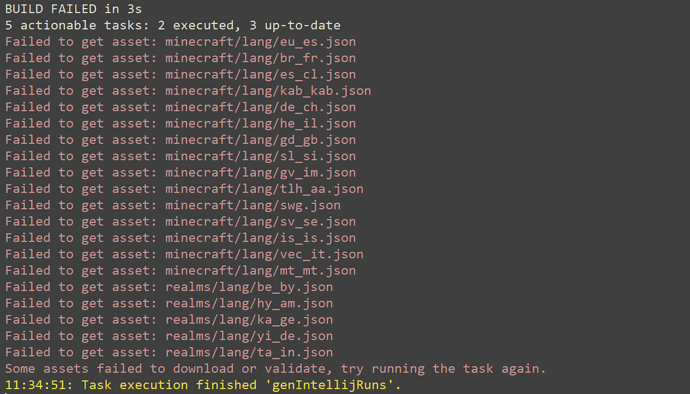 BUILD FAILED in 3s
5 actionable tasks: 2 executed, 3 up-to-date
Failed to get asset: minecraft/lang/eu_es.json
Failed to get asset: minecraft/lang/br_fr.json
Failed to get asset: minecraft/lang/es_cl.json
Failed to get asset: minecraft/lang/kab_kab.json
Failed to get asset: minecraft/lang/de_ch.json
Failed to get asset: minecraft/lang/he_il.json
Failed to get asset: minecraft/lang/gd_gb.json
Failed to get asset: minecraft/lang/sl_si.json
Failed to get asset: minecraft/lang/gv_im.json
Failed to get asset: minecraft/lang/tlh_aa.json
Failed to get asset: minecraft/lang/swg.json
Failed to get asset: minecraft/lang/sv_se.json
Failed to get asset: minecraft/lang/is_is.json
Failed to get asset: minecraft/lang/vec_it.json
Failed to get asset: minecraft/lang/mt_mt.json
Failed to get asset: realms/lang/be_by.json
Failed to get asset: realms/lang/hy_am.json
Failed to get asset: realms/lang/ka_ge.json
Failed to get asset: realms/lang/yi_de.json
Failed to get asset: realms/lang/ta_in.json
Some assets failed to download or validate, try running the task again.
11:34:51: Task execution finished 'genIntellijRuns'.